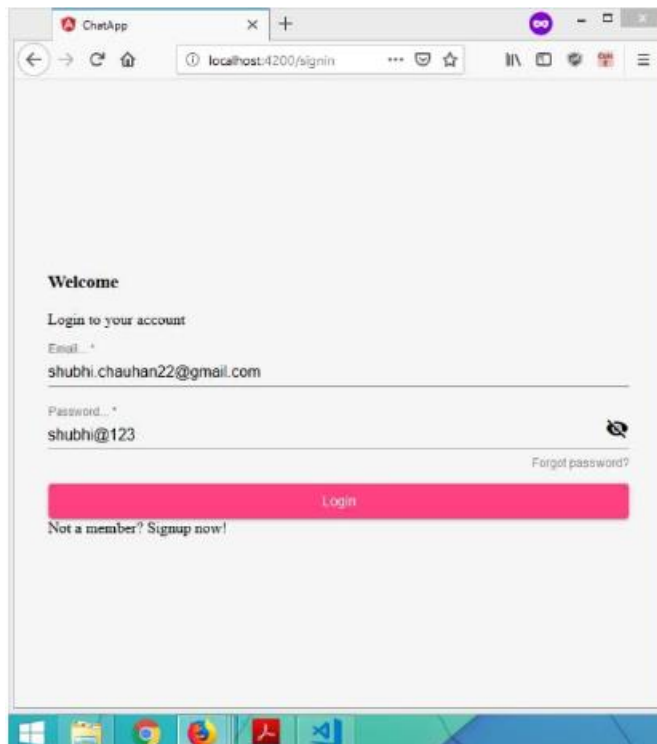 ChatApp
localhost:4200/signin
Welcome
Login to your account
Email... *
shubhi.chauhan22@gmail.com
Password... *
shubhi@123
Forgot password?
Login
Not a member? Signup now!